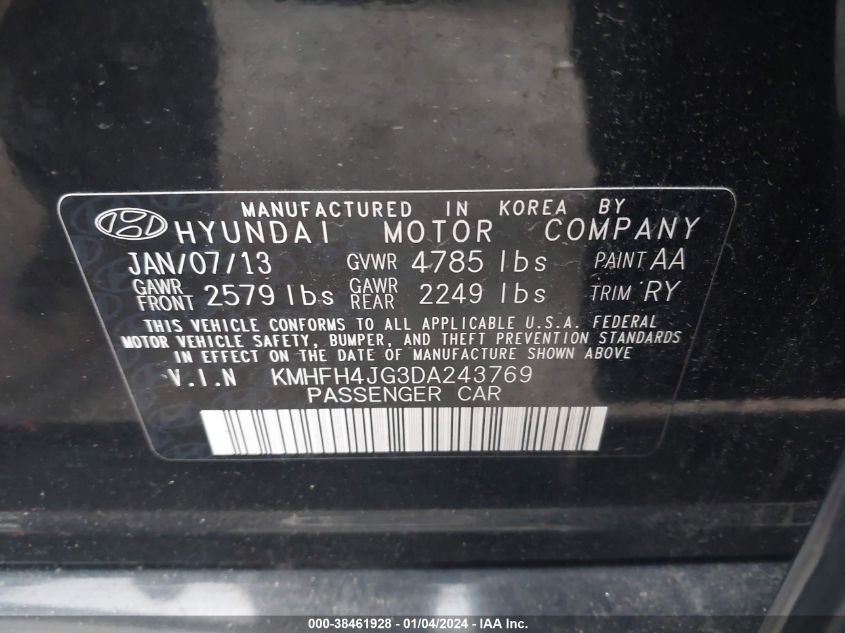 MANUFACTURED IN KOREA BY
HYUNDAI MOTOR COMPANY
JAN/07/13 GVWR 4785 lbs PAINT AA
GAWR FRONT 2579 lbs GAWR REAR 2249 lbs TRIM RY
THIS VEHICLE CONFORMS TO ALL APPLICABLE U.S.A. FEDERAL
MOTOR VEHICLE SAFETY, BUMPER, AND THEFT PREVENTION STANDARDS
IN EFFECT ON THE DATE OF MANUFACTURE SHOWN ABOVE
V.I.N KMHFH4JG3DA243769
PASSENGER CAR
000-38461928 - 01/04/2024 - IAA Inc.